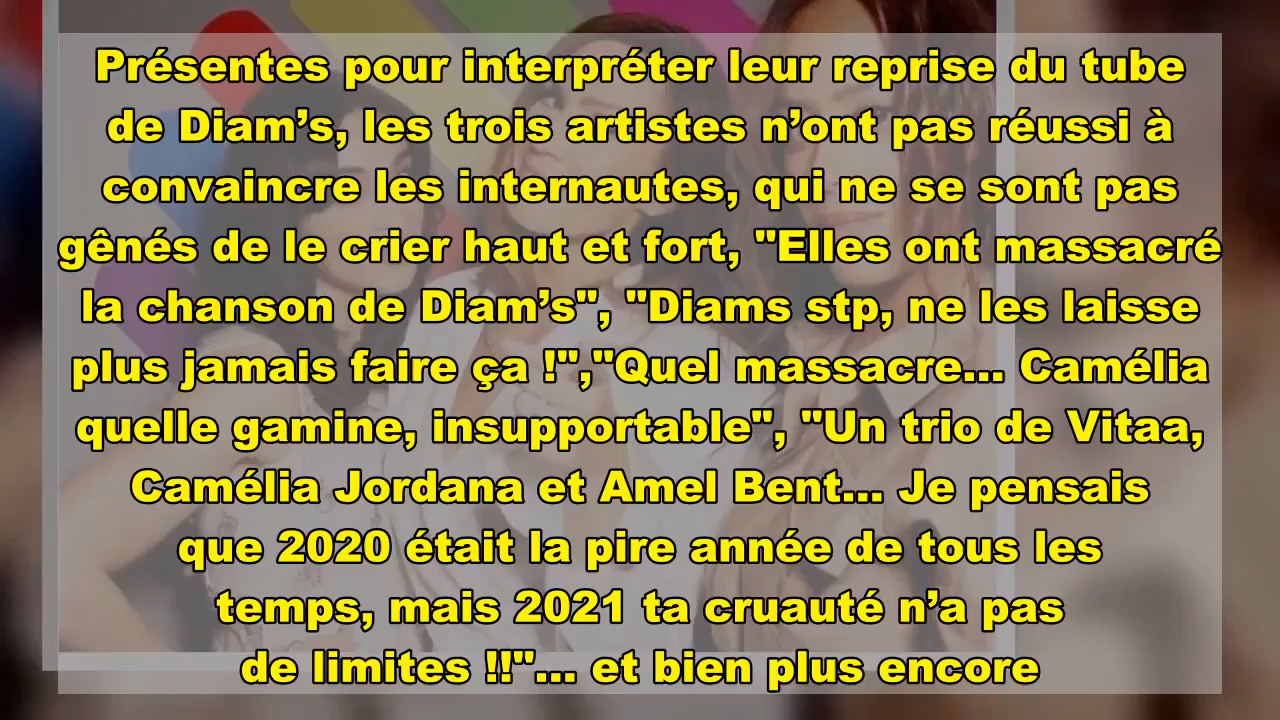 Présentes pour interpréter leur reprise du tube
de Diam’s, les trois artistes n’ont pas réussi à
convaincre les internautes, qui ne se sont pas
gênés de le crier haut et fort, "Elles ont massacré
la chanson de Diam’s", "Diams stp, ne les laisse
plus jamais faire ça !","Quel massacre... Camélia
quelle gamine, insupportable", "Un trio de Vitaa,
Camélia Jordana et Amel Bent... Je pensais
que 2020 était la pire année de tous les
temps, mais 2021 ta cruauté n’a pas
de limites !!"... et bien plus encore